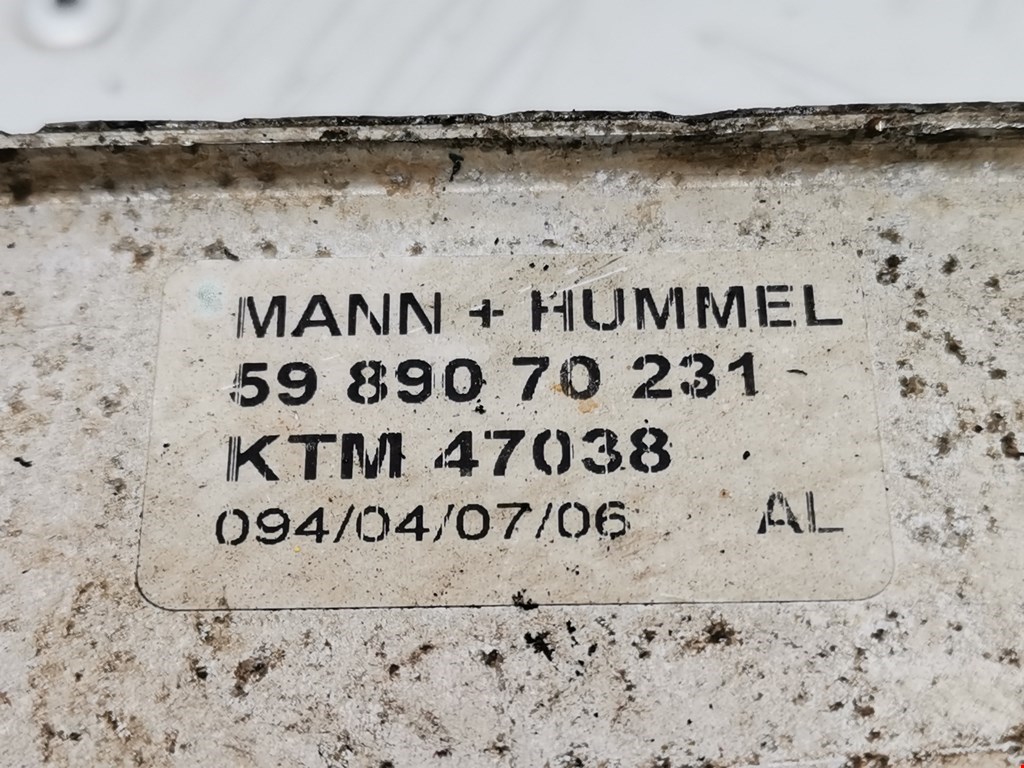 MANN + HUMMEL
59 890 70 231
KTM 47038
094/04/07/06 AL